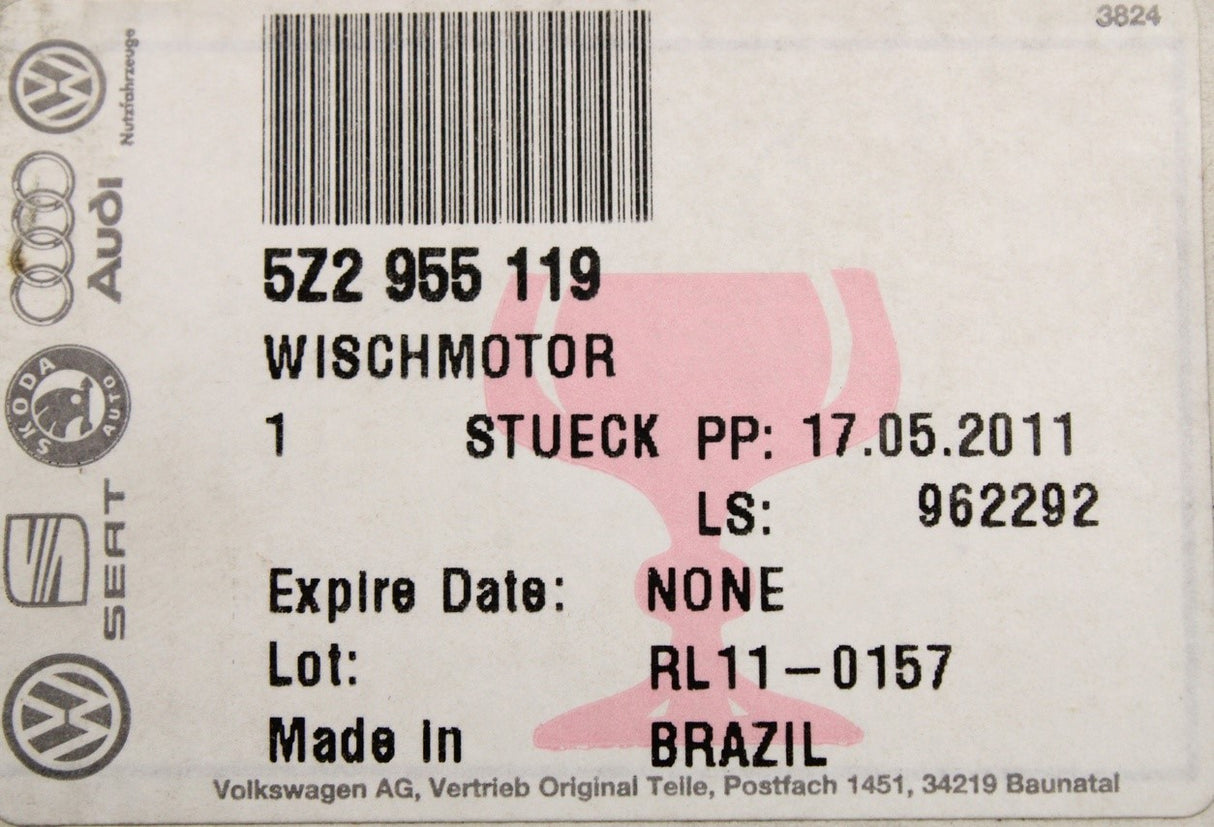 3824
Nutzfahrzeuge
Audi
SKODA
AUTO
SEAT
5Z2 955 119
WISCHMOTOR
1 STUECK PP: 17.05.2011
LS: 962292
Expire Date: NONE
Lot: RL11-0157
Made in BRAZIL
Volkswagen AG, Vertrieb Original Teile, Postfach 1451, 34219 Baunatal